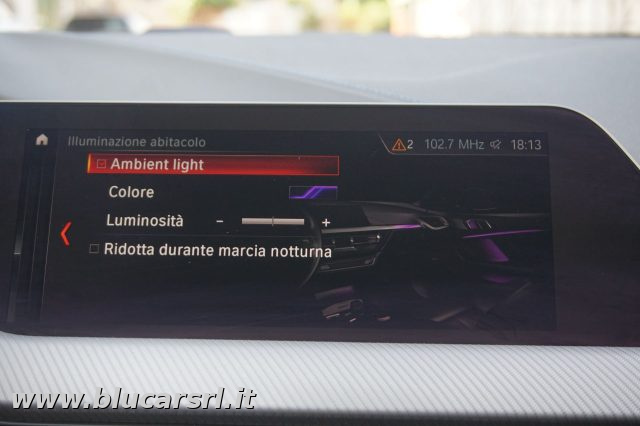 Illuminazione abitacolo
2 102.7 MHz 18:13
Ambient light
Colore
Luminosità - +
Ridotta durante marcia notturna
www.blucarsrl.it